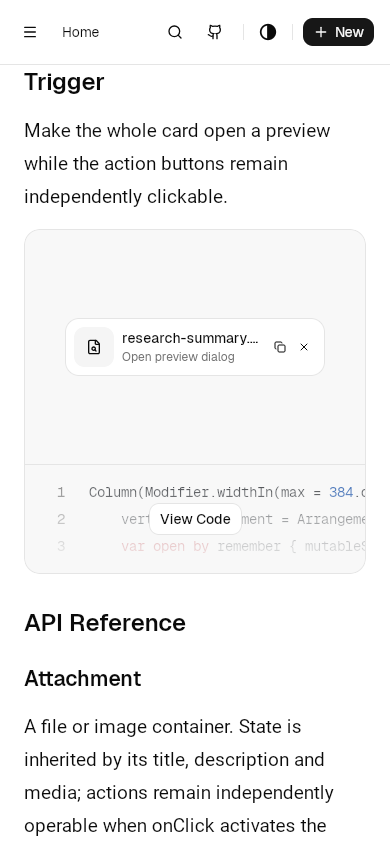 Home
New
Trigger
Make the whole card open a preview
while the action buttons remain
independently clickable.
research-summary....
Open preview dialog
1 Column(Modifier.widthIn(max = 384.d
2 vert ment = Arrangeme
View Code
3 var open by remember { mutableS
API Reference
Attachment
A file or image container. State is
inherited by its title, description and
media; actions remain independently
operable when onClick activates the